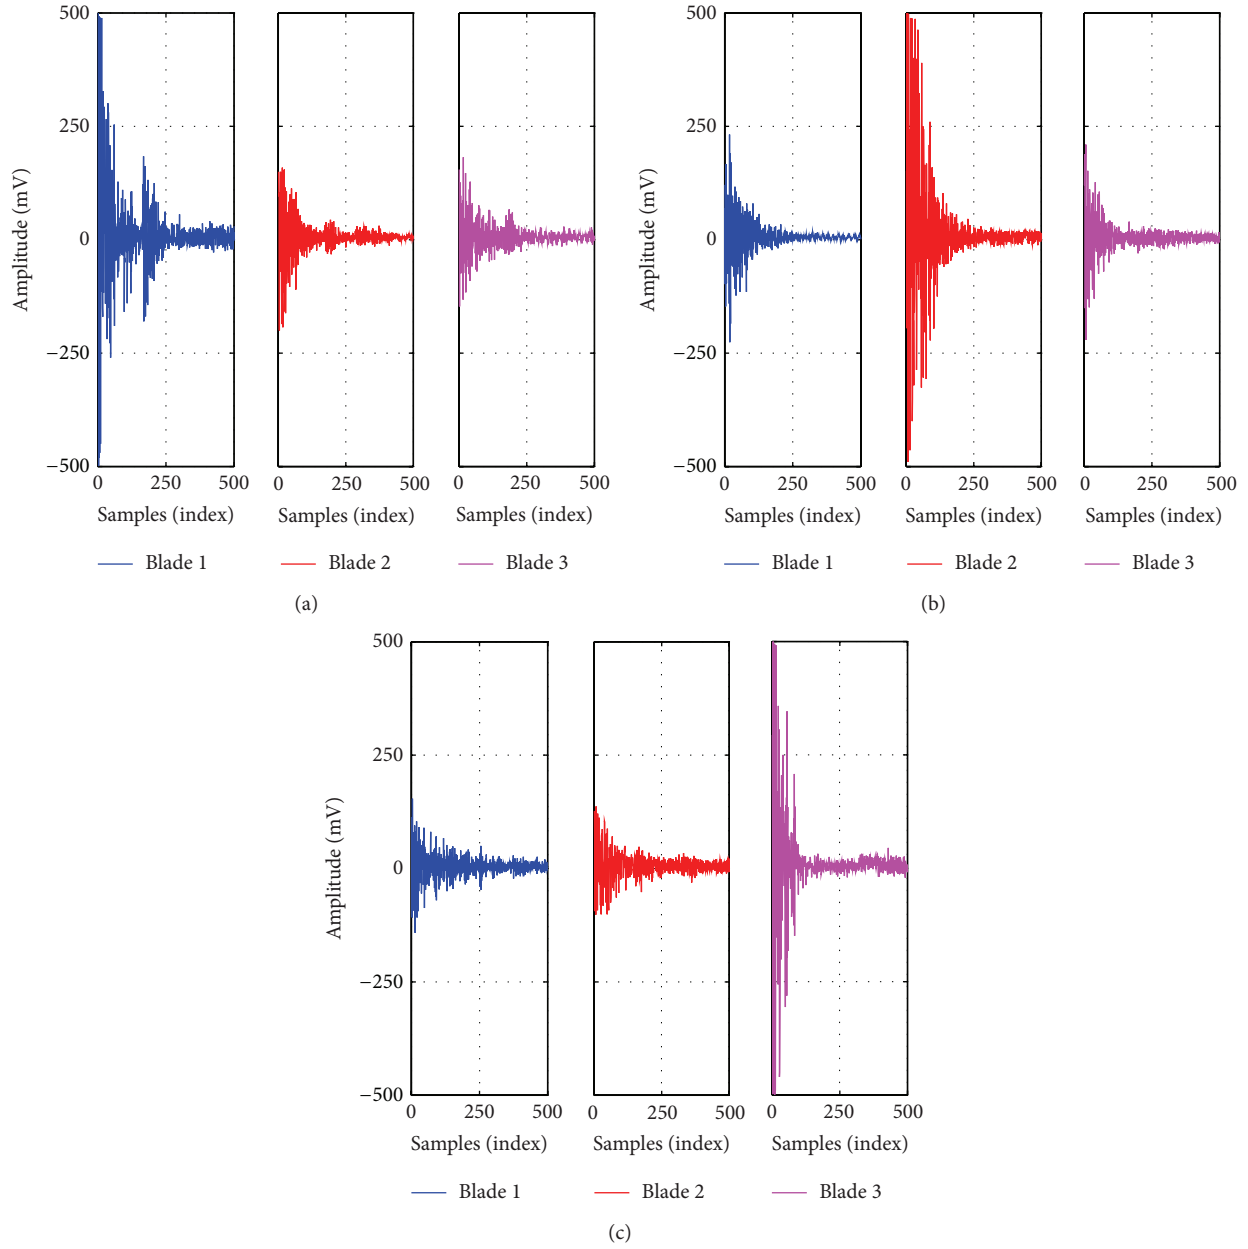 500
250
0
−250
−500
Amplitude (mV)
0 250 500 0 250 500 0 250 500
Samples (index) Samples (index) Samples (index)
Blade 1 Blade 2 Blade 3
(a)
500
250
0
−250
−500
Amplitude (mV)
0 250 500 0 250 500 0 250 500
Samples (index) Samples (index) Samples (index)
Blade 1 Blade 2 Blade 3
(b)
500
250
0
−250
−500
Amplitude (mV)
0 250 500 0 250 500 0 250 500
Samples (index) Samples (index) Samples (index)
Blade 1 Blade 2 Blade 3
(c)